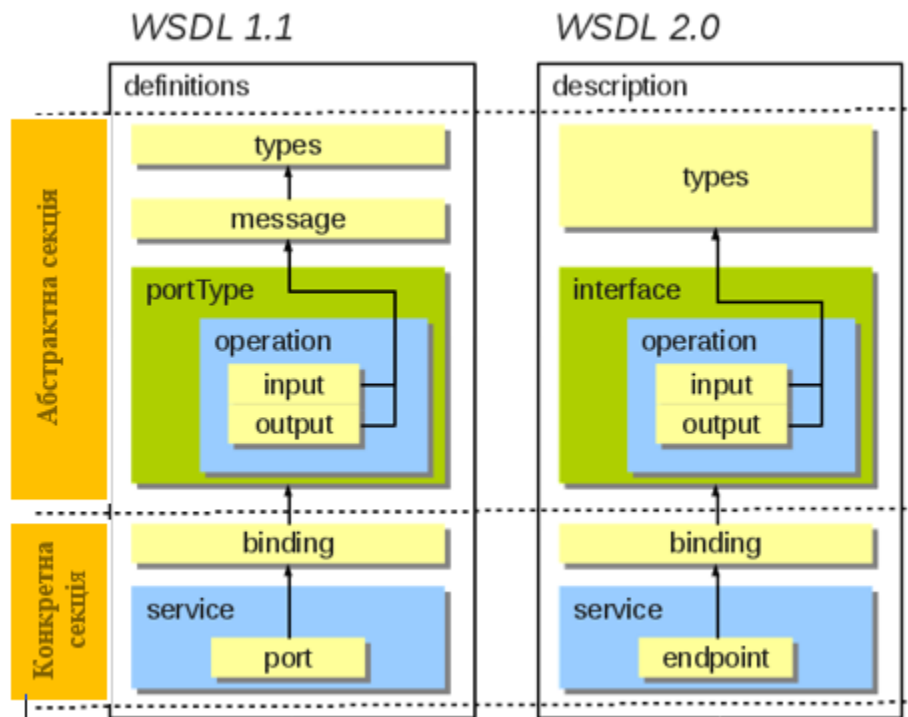 WSDL 1.1
WSDL 2.0
definitions
description
Абстрактна секція
types
message
portType
operation
input
output
types
interface
operation
input
output
Конкретна
секція
binding
service
port
binding
service
endpoint